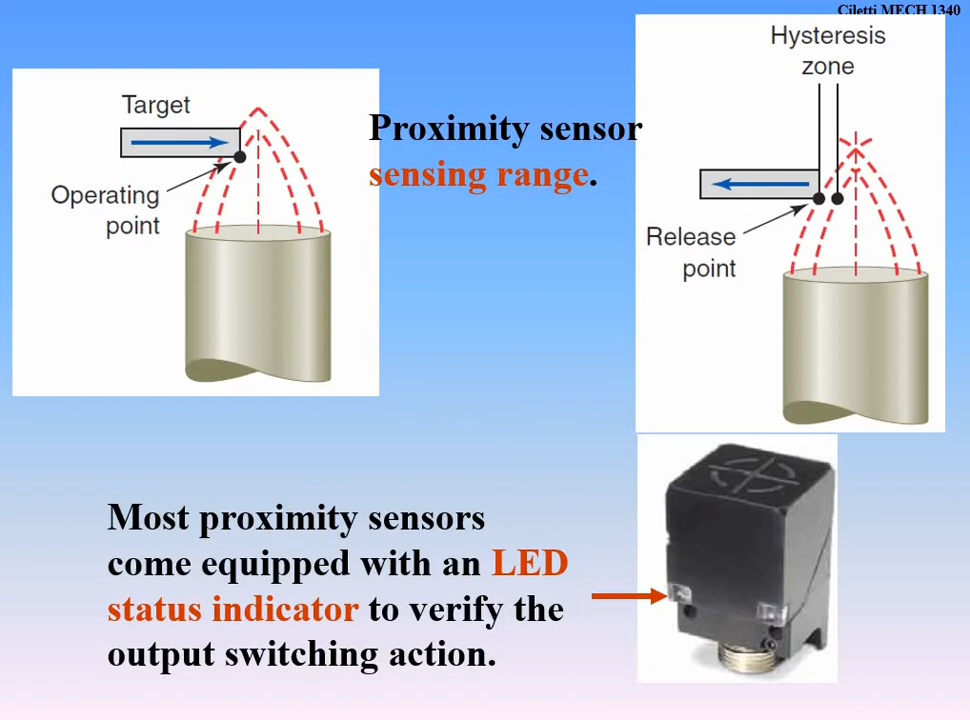 Ciletti MECH 1340
Target
Operating
point
Proximity sensor
sensing range.
Hysteresis
zone
Release
point
Most proximity sensors
come equipped with an LED
status indicator to verify the
output switching action.